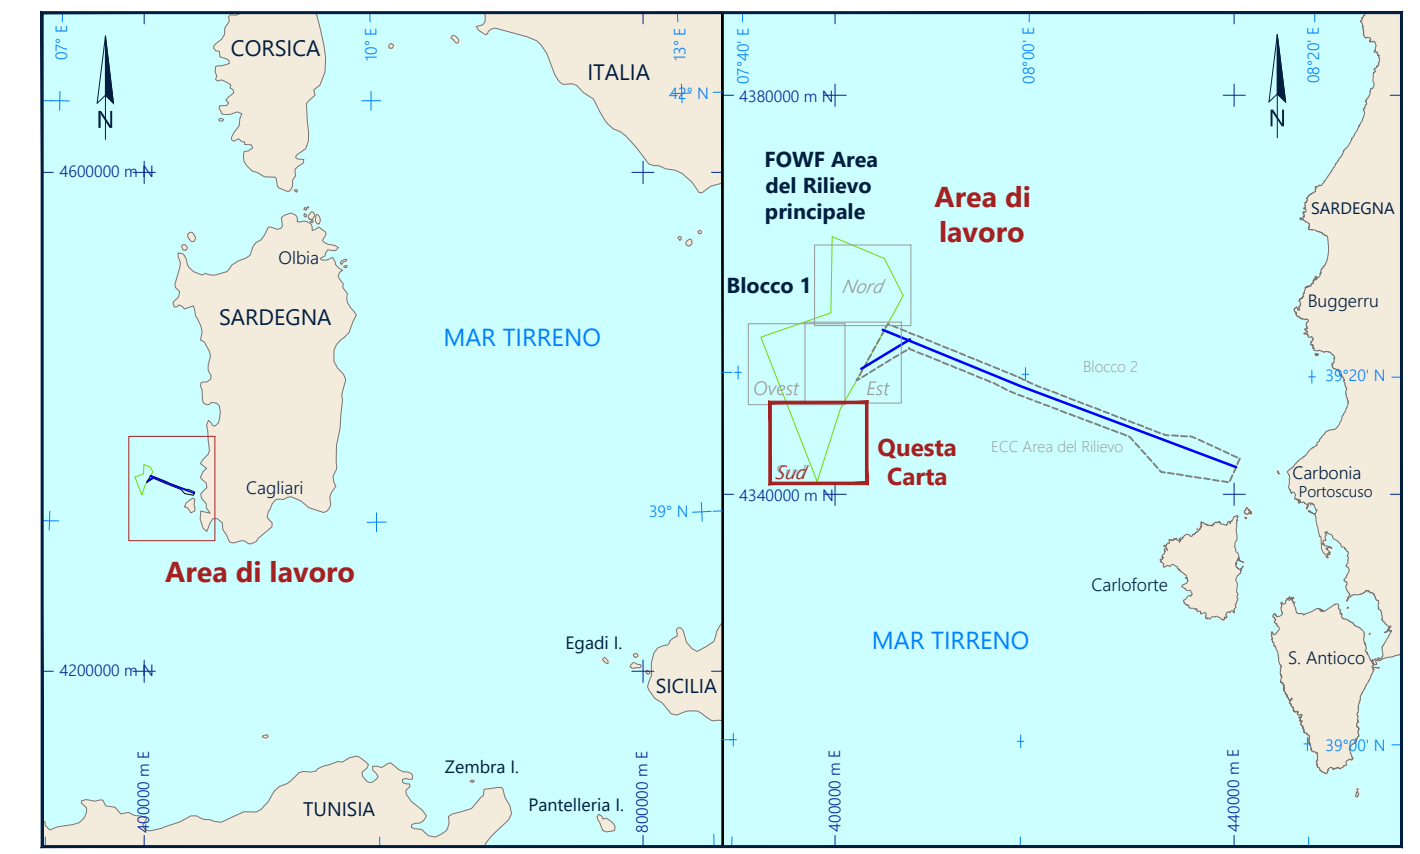 07° E
10° E
13° E
CORSICA
ITALIA
42° N
N
4600000 m N
Olbia
SARDEGNA
MAR TIRRENO
Cagliari
39° N
Area di lavoro
Egadi I.
4200000 m N
SICILIA
400000 m E
Zembra I.
800000 m E
TUNISIA
Pantelleria I.
07° 40' E
08° 00' E
08° 20' E
4380000 m N
N
FOWF Area
del Rilievo
principale
Area di
lavoro
SARDEGNA
Blocco 1
Nord
Buggerru
Blocco 2
39°20' N
Ovest
Est
ECC Area del Rilievo
Questa
Carta
Sud
Carbonia
Portoscuso
4340000 m N
Carloforte
MAR TIRRENO
S. Antioco
39°00' N
400000 m E
440000 m E